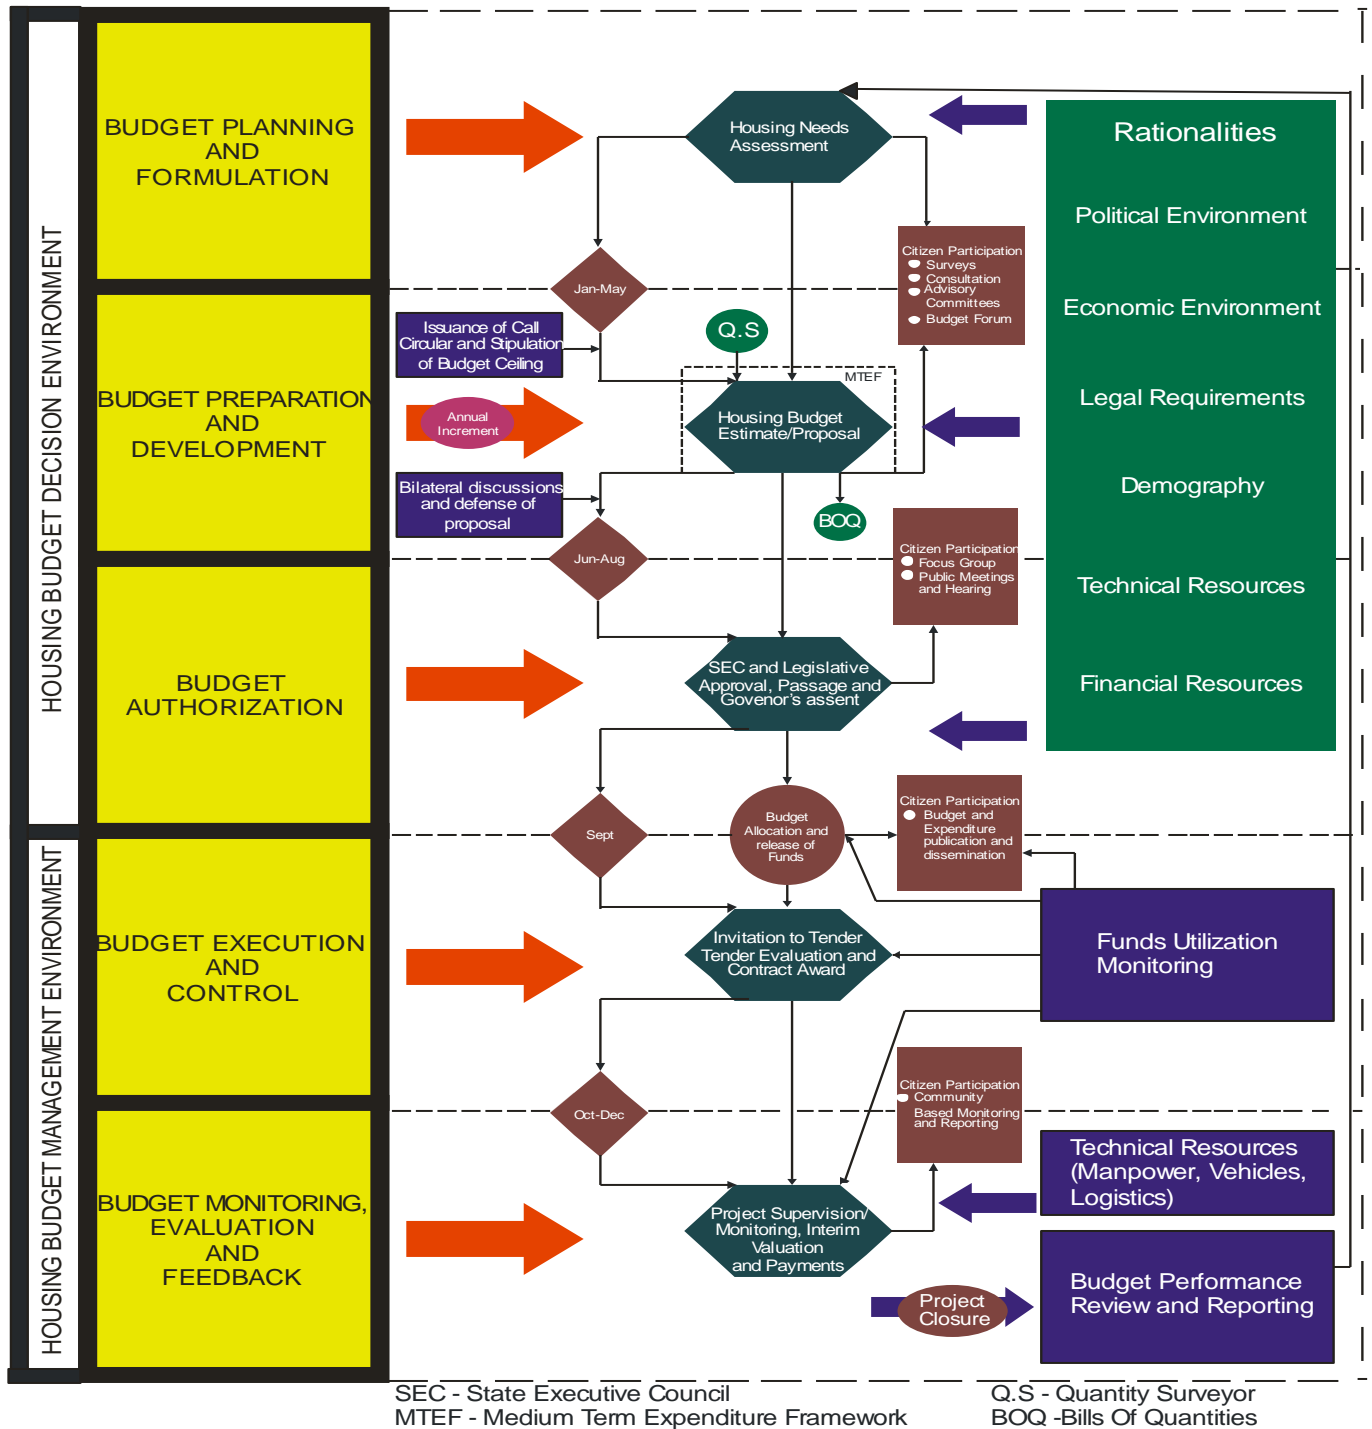 HOUSING BUDGET DECISION ENVIRONMENT
HOUSING BUDGET MANAGEMENT ENVIRONMENT
BUDGET PLANNING
AND
FORMULATION
BUDGET PREPARATION
AND
DEVELOPMENT
BUDGET
AUTHORIZATION
BUDGET EXECUTION
AND
CONTROL
BUDGET MONITORING,
EVALUATION
AND
FEEDBACK
Housing Needs
Assessment
Jan-May
Citizen Participation
Surveys
Consultation
Advisory
Committees
Budget Forum
Issuance of Call
Circular and Stipulation
of Budget Ceiling
Q.S
MTEF
Annual
Increment
Housing Budget
Estimate/Proposal
Bilateral discussions
and defense of
proposal
BOQ
Jun-Aug
Citizen Participation
Focus Group
Public Meetings
and Hearing
SEC and Legislative
Approval, Passage and
Govenor's assent
Sept
Budget
Allocation and
release of
Funds
Citizen Participation
Budget and
Expenditure
publication and
dissemination
Invitation to Tender
Tender Evaluation and
Contract Award
Oct-Dec
Citizen Participation
Community
Based Monitoring
and Reporting
Project Supervision/
Monitoring, Interim
Valuation
and Payments
Project
Closure
Rationalities
Political Environment
Economic Environment
Legal Requirements
Demography
Technical Resources
Financial Resources
Funds Utilization
Monitoring
Technical Resources
(Manpower, Vehicles,
Logistics)
Budget Performance
Review and Reporting
SEC - State Executive Council
MTEF - Medium Term Expenditure Framework
Q.S - Quantity Surveyor
BOQ -Bills Of Quantities